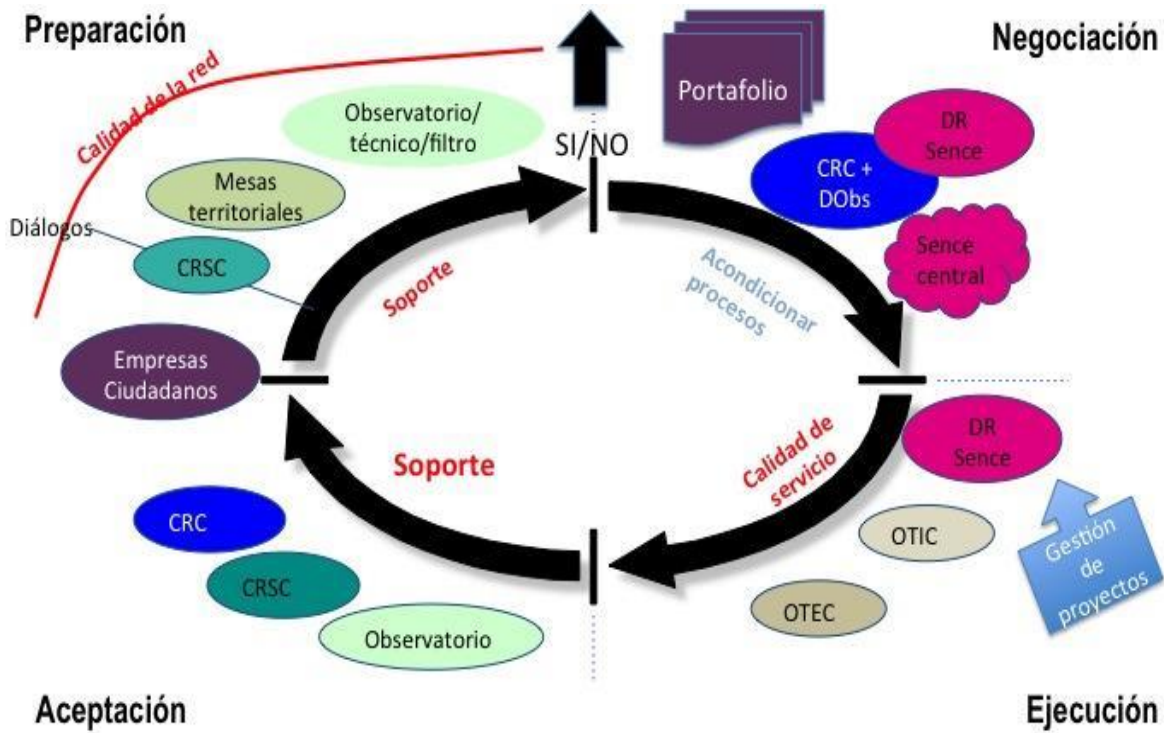 Preparación
Negociación
Calidad de la red
Observatorio/
técnico/filtro
SI/NO
Portafolio
DR
Sence
CRC +
DObs
Mesas
territoriales
Diálogos
CRSC
Sence
central
Soporte
Acondicionar
procesos
Empresas
Ciudadanos
DR
Sence
Soporte
Calidad de
servicio
CRC
OTIC
Gestión
de
proyectos
CRSC
OTEC
Observatorio
Aceptación
Ejecución